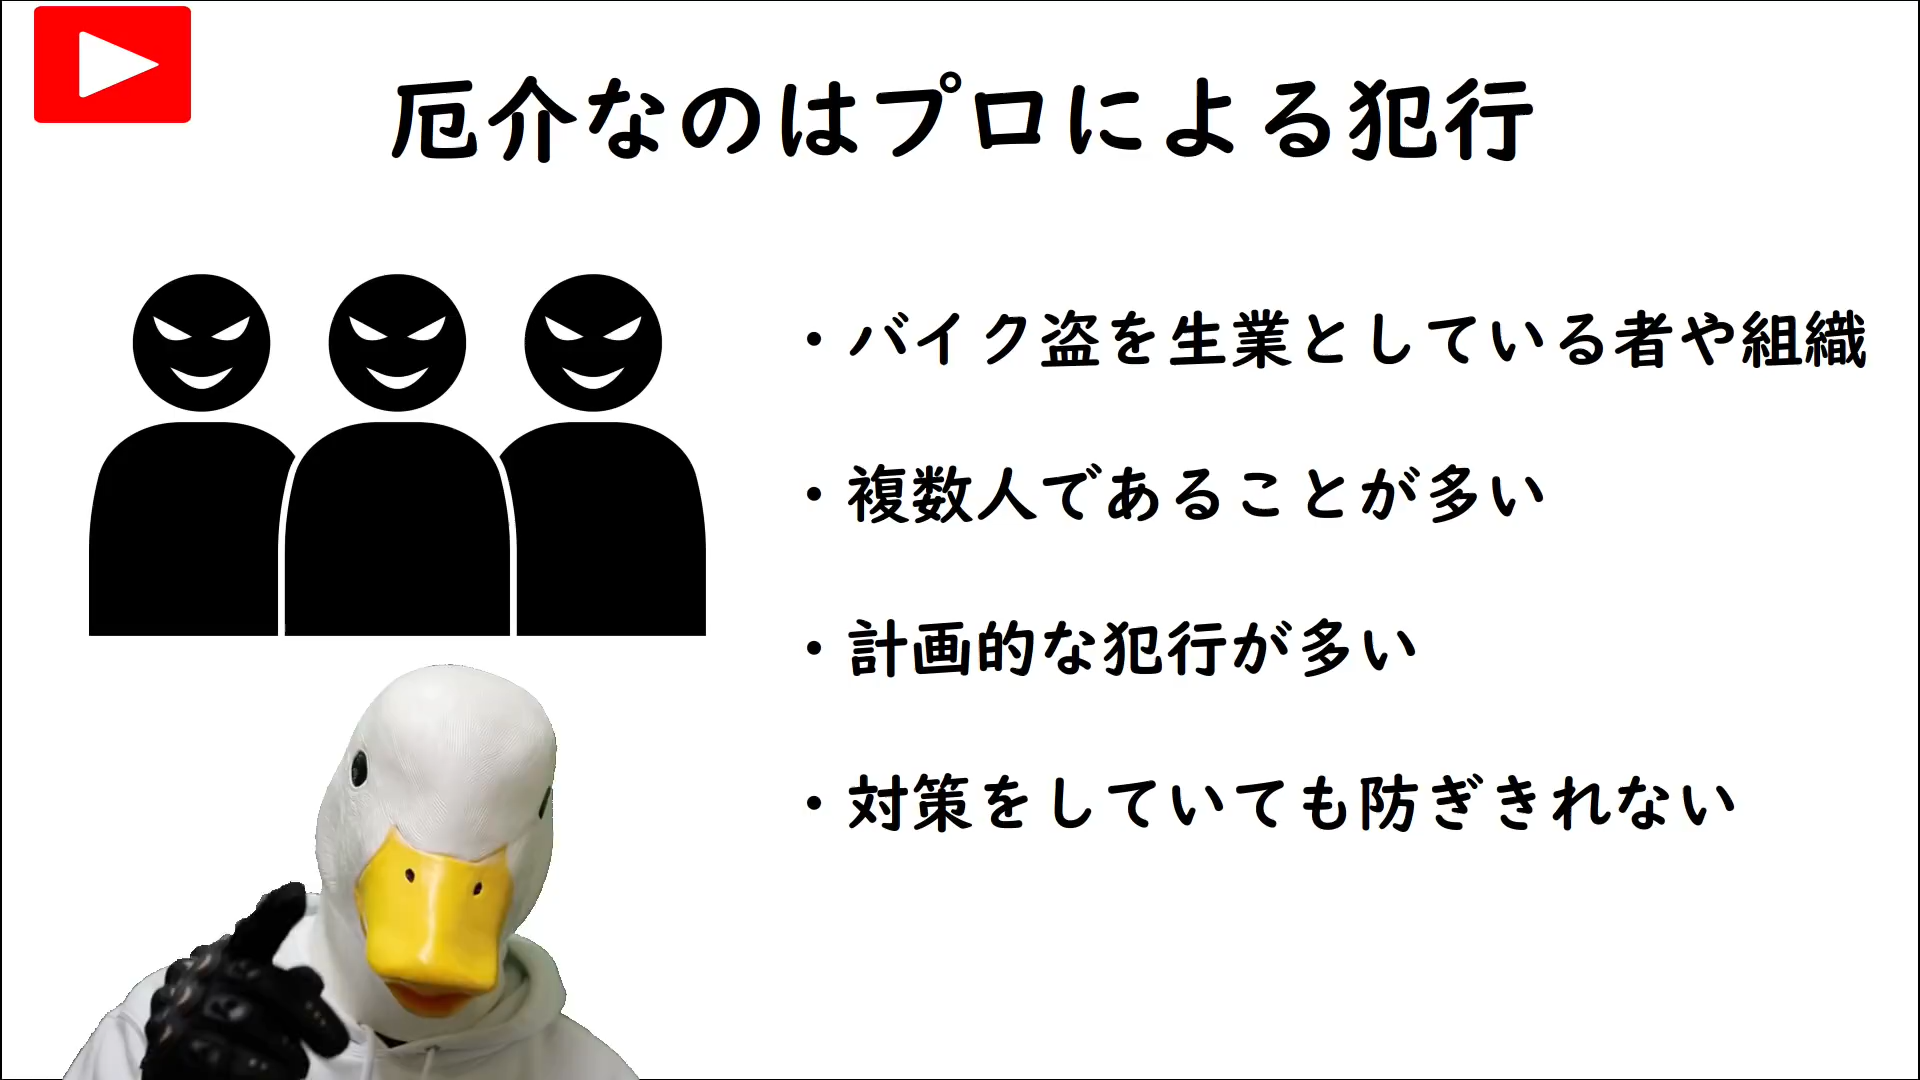 厄介なのはプロによる犯行
・バイク盗を生業としている者や組織
・複数人であることが多い
・計画的な犯行が多い
・対策をしていても防ぎきれない